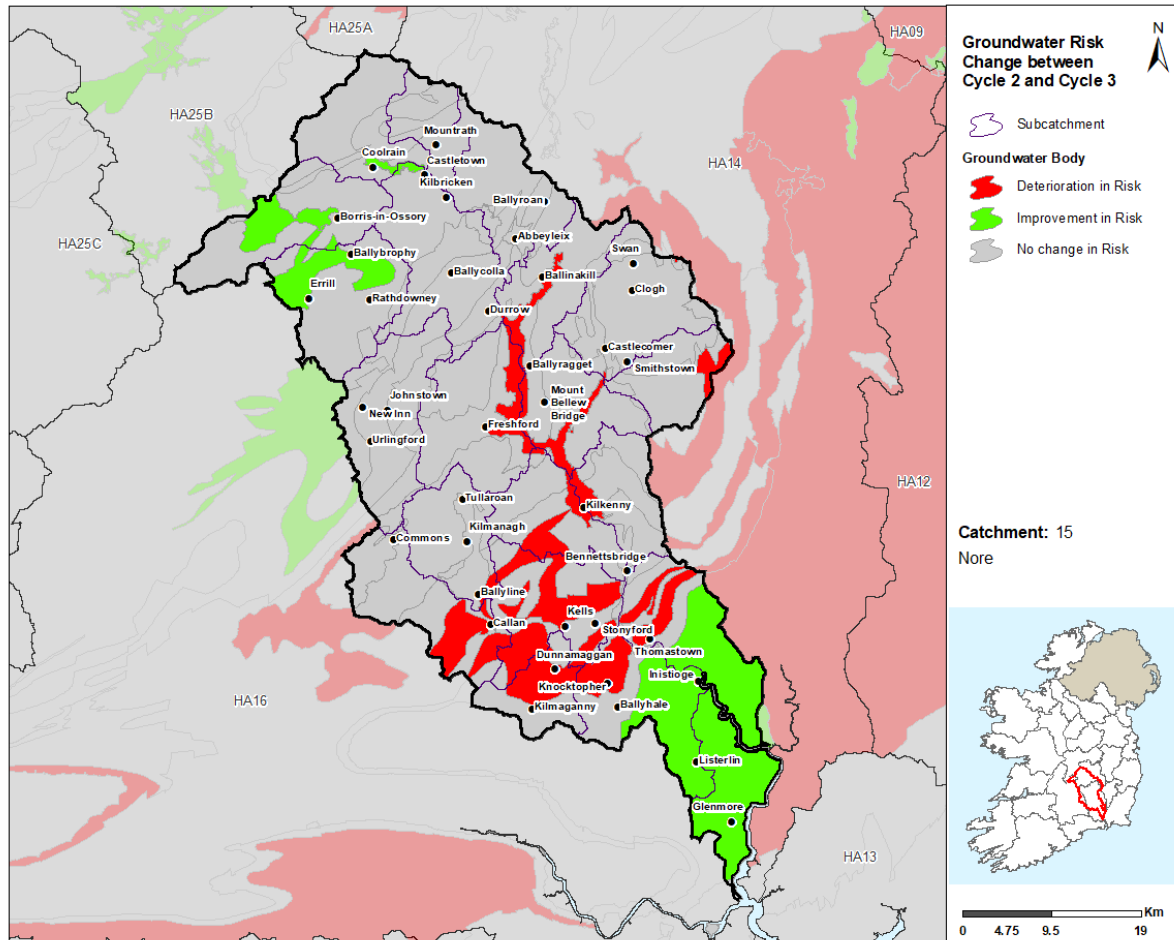 HA25A
HA09
HA25B
Mountrath
Coolrain
Castletown
Kilbricken
HA14
Ballyroan
Borris-in-Ossory
HA25C
Abbeyleix
Ballybrophy
Swan
Ballycolla
Ballinakill
Errill
Clogh
Rathdowney
Durrow
Castlecomer
Ballyragget
Smithstown
Johnstown
Mount
Bellew
Bridge
New Inn
Freshford
Urlingford
HA12
Tullaroan
Kilkenny
Commons
Kilmanagh
Bennettsbridge
Ballyline
Callan
Kells
Stonyford
Thomastown
Dunnamaggan
Inistioge
Knocktopher
HA16
Kilmaganny
Ballyhale
Listerlin
Glenmore
HA13
Groundwater Risk
Change between
Cycle 2 and Cycle 3
N
Subcatchment
Groundwater Body
Deterioration in Risk
Improvement in Risk
No change in Risk
Catchment: 15
Nore
Km
0 4.75 9.5 19